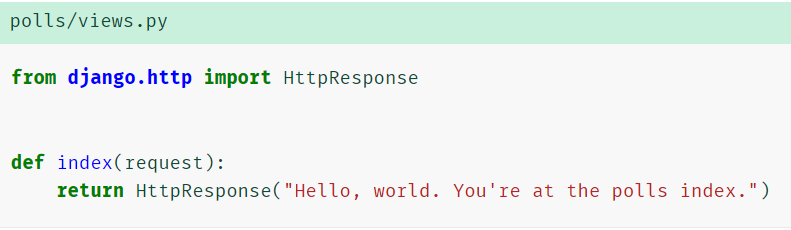 polls/views.py
from django.http import HttpResponse
def index(request):
    return HttpResponse("Hello, world. You're at the polls index.")